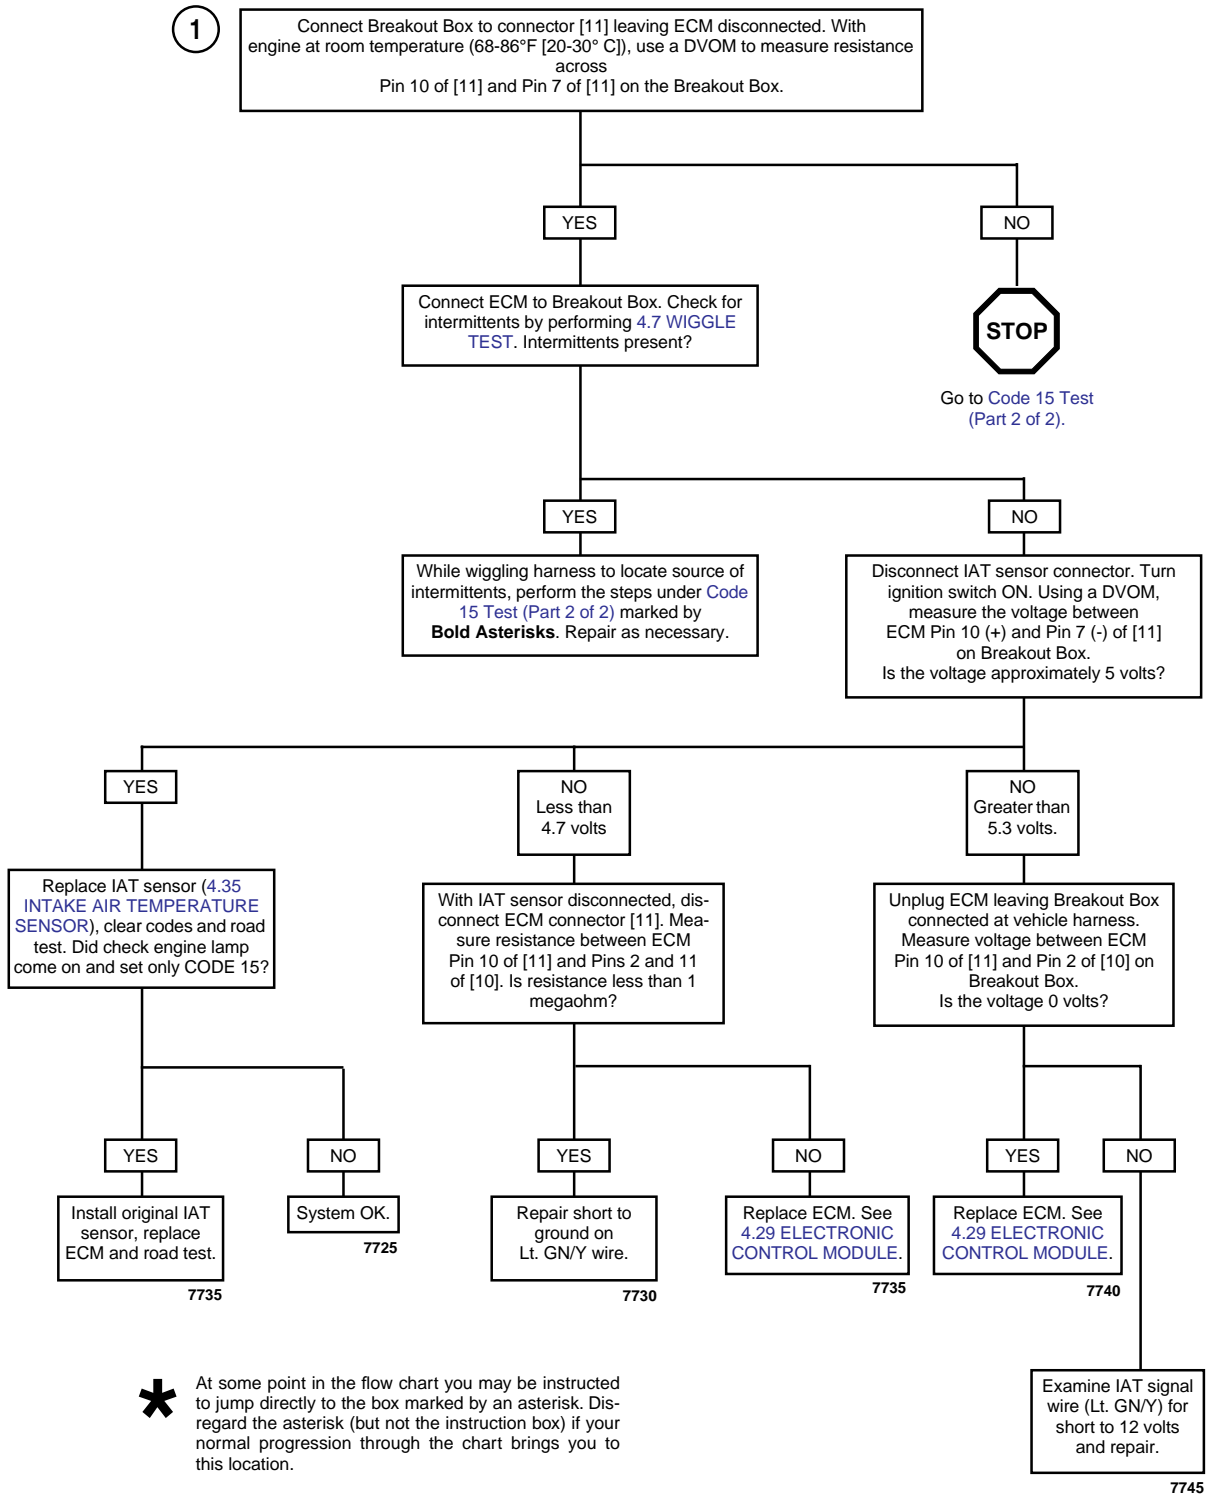 1
Connect Breakout Box to connector [11] leaving ECM disconnected. With
engine at room temperature (68-86°F [20-30° C]), use a DVOM to measure resistance
across
Pin 10 of [11] and Pin 7 of [11] on the Breakout Box.
YES
NO
Connect ECM to Breakout Box. Check for
intermittents by performing 4.7 WIGGLE
TEST. Intermittents present?
STOP
Go to Code 15 Test
(Part 2 of 2).
YES
NO
While wiggling harness to locate source of
intermittents, perform the steps under Code
15 Test (Part 2 of 2) marked by
Bold Asterisks. Repair as necessary.
Disconnect IAT sensor connector. Turn
ignition switch ON. Using a DVOM,
measure the voltage between
ECM Pin 10 (+) and Pin 7 (-) of [11]
on Breakout Box.
Is the voltage approximately 5 volts?
YES
NO
Less than
4.7 volts
NO
Greater than
5.3 volts.
Replace IAT sensor (4.35
INTAKE AIR TEMPERATURE
SENSOR), clear codes and road
test. Did check engine lamp
come on and set only CODE 15?
With IAT sensor disconnected, dis-
connect ECM connector [11]. Mea-
sure resistance between ECM
Pin 10 of [11] and Pins 2 and 11
of [10]. Is resistance less than 1
megaohm?
Unplug ECM leaving Breakout Box
connected at vehicle harness.
Measure voltage between ECM
Pin 10 of [11] and Pin 2 of [10] on
Breakout Box.
Is the voltage 0 volts?
YES
NO
YES
NO
YES
NO
Install original IAT
sensor, replace
ECM and road test.
7735
System OK.
7725
Repair short to
ground on
Lt. GN/Y wire.
7730
Replace ECM. See
4.29 ELECTRONIC
CONTROL MODULE.
7735
Replace ECM. See
4.29 ELECTRONIC
CONTROL MODULE.
7740
Examine IAT signal
wire (Lt. GN/Y) for
short to 12 volts
and repair.
7745
* At some point in the flow chart you may be instructed
to jump directly to the box marked by an asterisk. Dis-
regard the asterisk (but not the instruction box) if your
normal progression through the chart brings you to
this location.